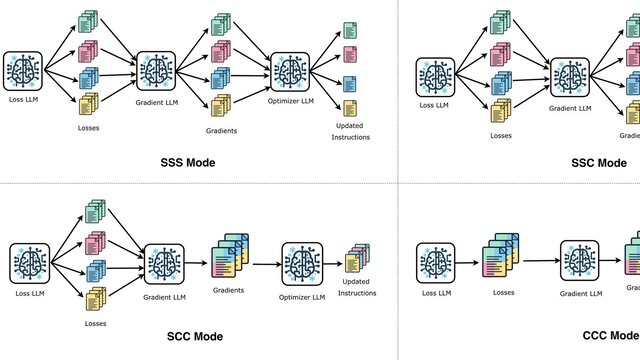 Loss LLM
Losses
Gradient LLM
Gradients
Optimizer LLM
Updated
Instructions
SSS Mode
Loss LLM
Losses
Gradient LLM
SSC Mode
Loss LLM
Losses
Gradient LLM
Gradients
Optimizer LLM
Updated
Instructions
SCC Mode
Loss LLM
Losses
Gradient LLM
CCC Mode